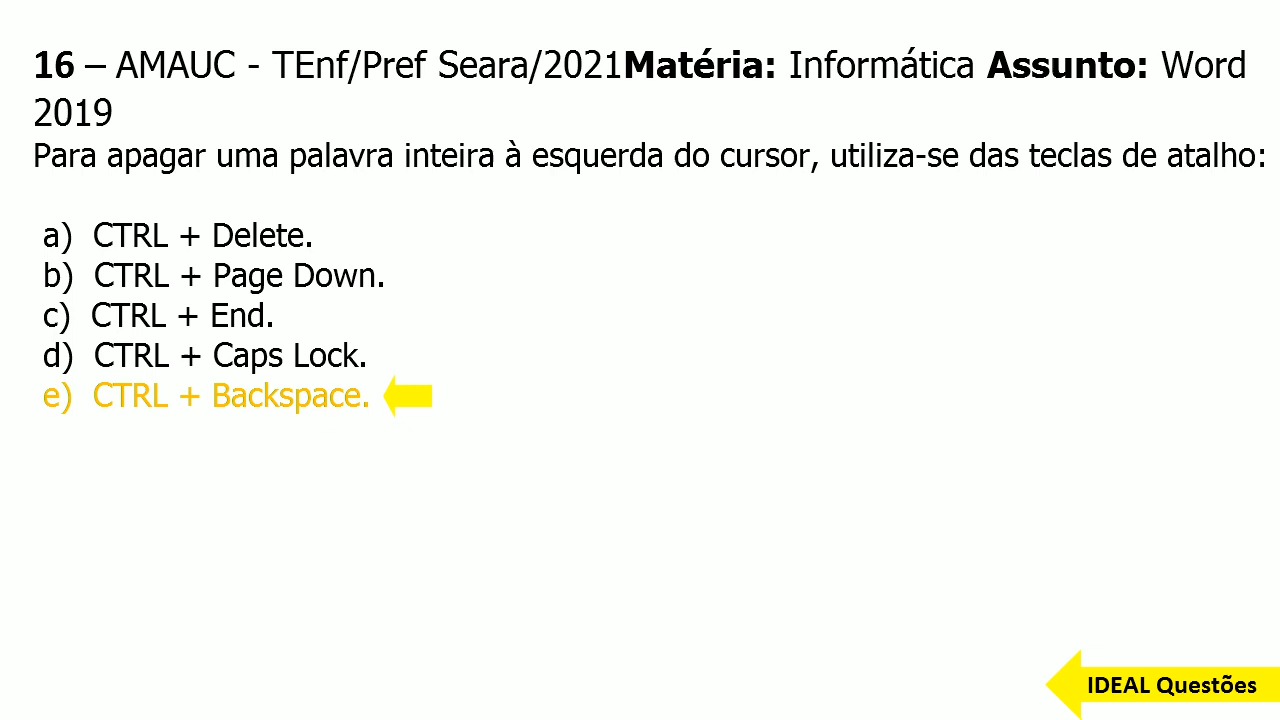 16 – AMAUC - TEnf/Pref Seara/2021Matéria: Informática Assunto: Word
2019
Para apagar uma palavra inteira à esquerda do cursor, utiliza-se das teclas de atalho:
a) CTRL + Delete.
b) CTRL + Page Down.
c) CTRL + End.
d) CTRL + Caps Lock.
e) CTRL + Backspace.
IDEAL Questões